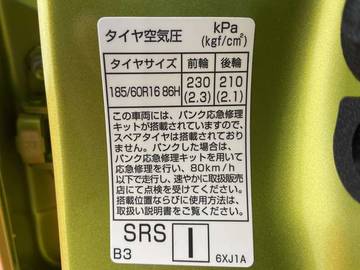 タイヤ空気圧 kPa (kgf/cm²)
タイヤサイズ 前輪 後輪
185/60R16 86H 230 (2.3) 210 (2.1)
この車両には、パンク応急修理
キットが搭載されていますので、
スペアタイヤは搭載されており
ません。パンクした場合は、
パンク応急修理キットを用いて
応急修理を行い、80km/h
以下で走行し、速やかに取扱販売
店にて点検を受けてください。
搭載位置ならびに使用方法は、
取扱い説明書をご覧ください。
SRS I
B3 6XJ1A